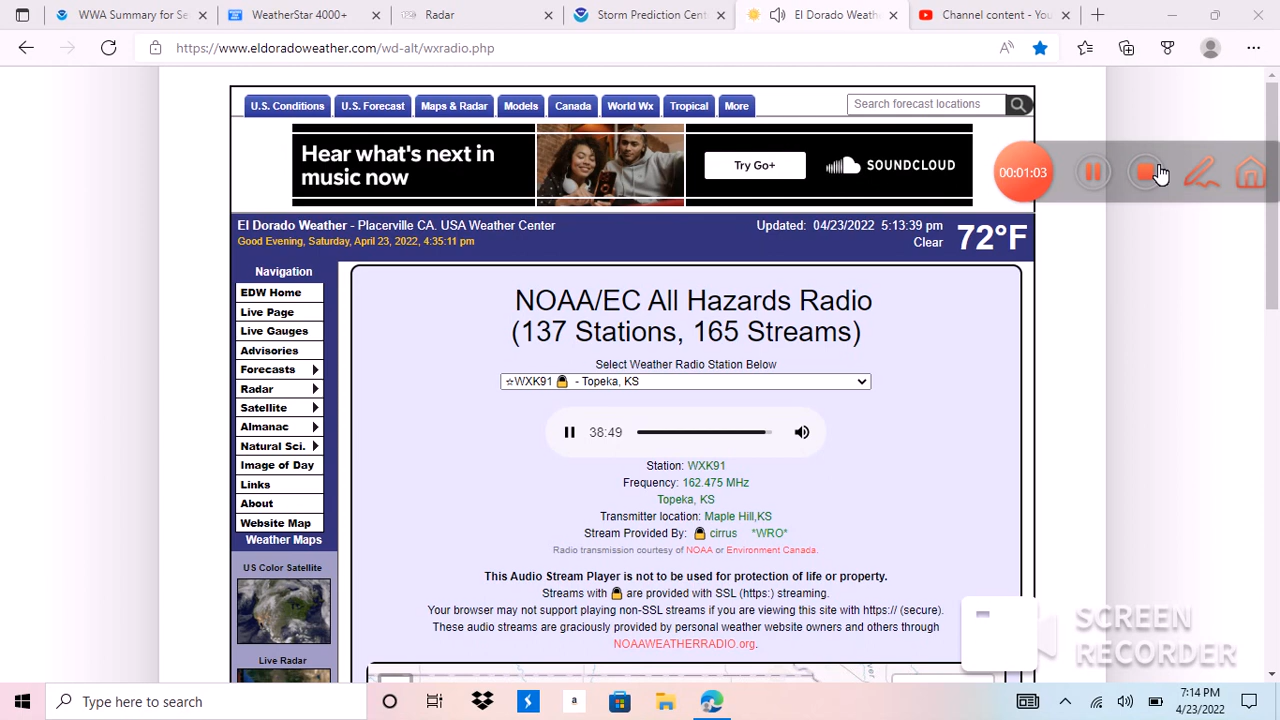 WWA Summary for Se
WeatherStar 4000+
Radar
Storm Prediction Cent
El Dorado Weath
Channel content - You
https://www.eldoradoweather.com/wd-alt/wxradio.php
U.S. Conditions
U.S. Forecast
Maps & Radar
Models
Canada
World Wx
Tropical
More
Search forecast locations
Hear what's next in
music now
Try Go+
SOUNDCLOUD
00:01:03
El Dorado Weather - Placerville CA. USA Weather Center
Good Evening, Saturday, April 23, 2022, 4:35:11 pm
Updated: 04/23/2022 5:13:39 pm
Clear
72°F
Navigation
EDW Home
Live Page
Live Gauges
Advisories
Forecasts
Radar
Satellite
Almanac
Natural Sci.
Image of Day
Links
About
Website Map
Weather Maps
US Color Satellite
Live Radar
NOAA/EC All Hazards Radio
(137 Stations, 165 Streams)
Select Weather Radio Station Below
☆WXK91 🔒 - Topeka, KS
38:49
Station: WXK91
Frequency: 162.475 MHz
Topeka, KS
Transmitter location: Maple Hill,KS
Stream Provided By: 🔒 cirrus *WRO*
Radio transmission courtesy of NOAA or Environment Canada.
This Audio Stream Player is not to be used for protection of life or property.
Streams with 🔒 are provided with SSL (https:) streaming.
Your browser may not support playing non-SSL streams if you are viewing this site with https:// (secure).
These audio streams are graciously provided by personal weather website owners and others through
NOAAWEATHERRADIO.org.
SCREEN
RECORDER
Type here to search
7:14 PM
4/23/2022